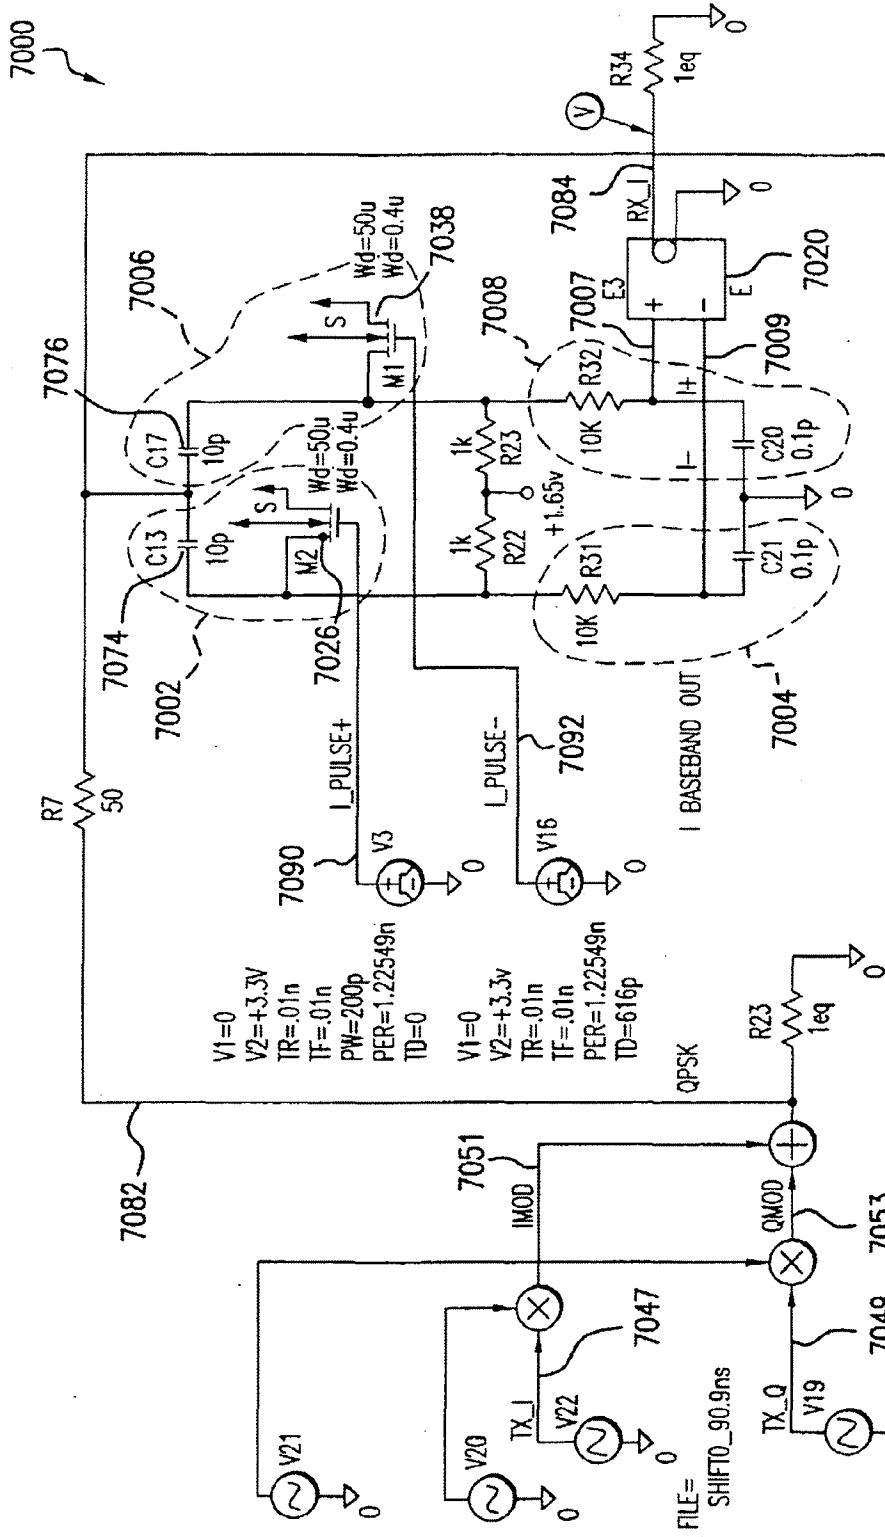 7000
R7
50
7074
C13
10p
7076
C17
10p
7006
7002
M2
S
Wd=50u
Wd=0.4u
7026
M1
S
Wd=50u
Wd=0.4u
7038
I_PULSE+
7090
V3
0
I_PULSE-
7092
V16
0
V1=0
V2=+3.3V
TR=.01n
TF=.01n
PW=200p
PER=1.22549n
TD=0
V1=0
V2=+3.3v
TR=.01n
TF=.01n
PER=1.22549n
TD=616p
1k
R22
1k
R23
+1.65v
10K
R31
10K
R32
7008
7007
7009
I-
I+
C21
0.1p
C20
0.1p
0
7004
I BASEBAND OUT
E3
+
-
E
7020
0
RX_I
7084
V
R34
1eq
0
7082
QPSK
R23
1eq
0
7051
IMOD
QMOD
7053
V21
0
V20
0
TX_I
V22
0
7047
FILE=
SHIFT0_90.9ns
TX_Q
V19
7049